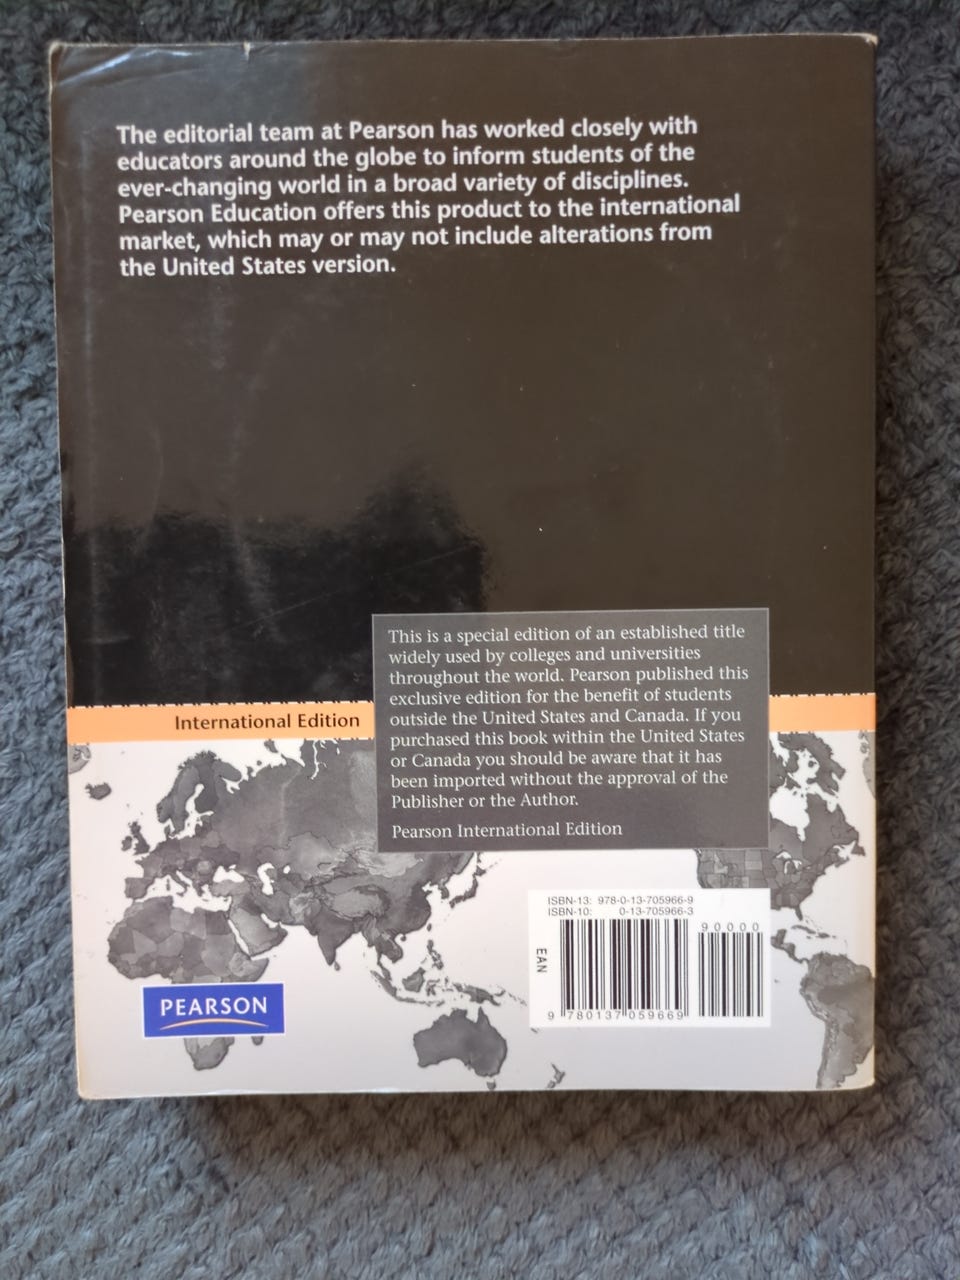 The editorial team at Pearson has worked closely with
educators around the globe to inform students of the
ever-changing world in a broad variety of disciplines.
Pearson Education offers this product to the international
market, which may or may not include alterations from
the United States version.
This is a special edition of an established title
widely used by colleges and universities
throughout the world. Pearson published this
exclusive edition for the benefit of students
outside the United States and Canada. If you
purchased this book within the United States
or Canada you should be aware that it has
been imported without the approval of the
Publisher or the Author.
Pearson International Edition
International Edition
ISBN-13: 978-0-13-705966-9
ISBN-10: 0-13-705966-3
90000
EAN
9 780137 059669
PEARSON